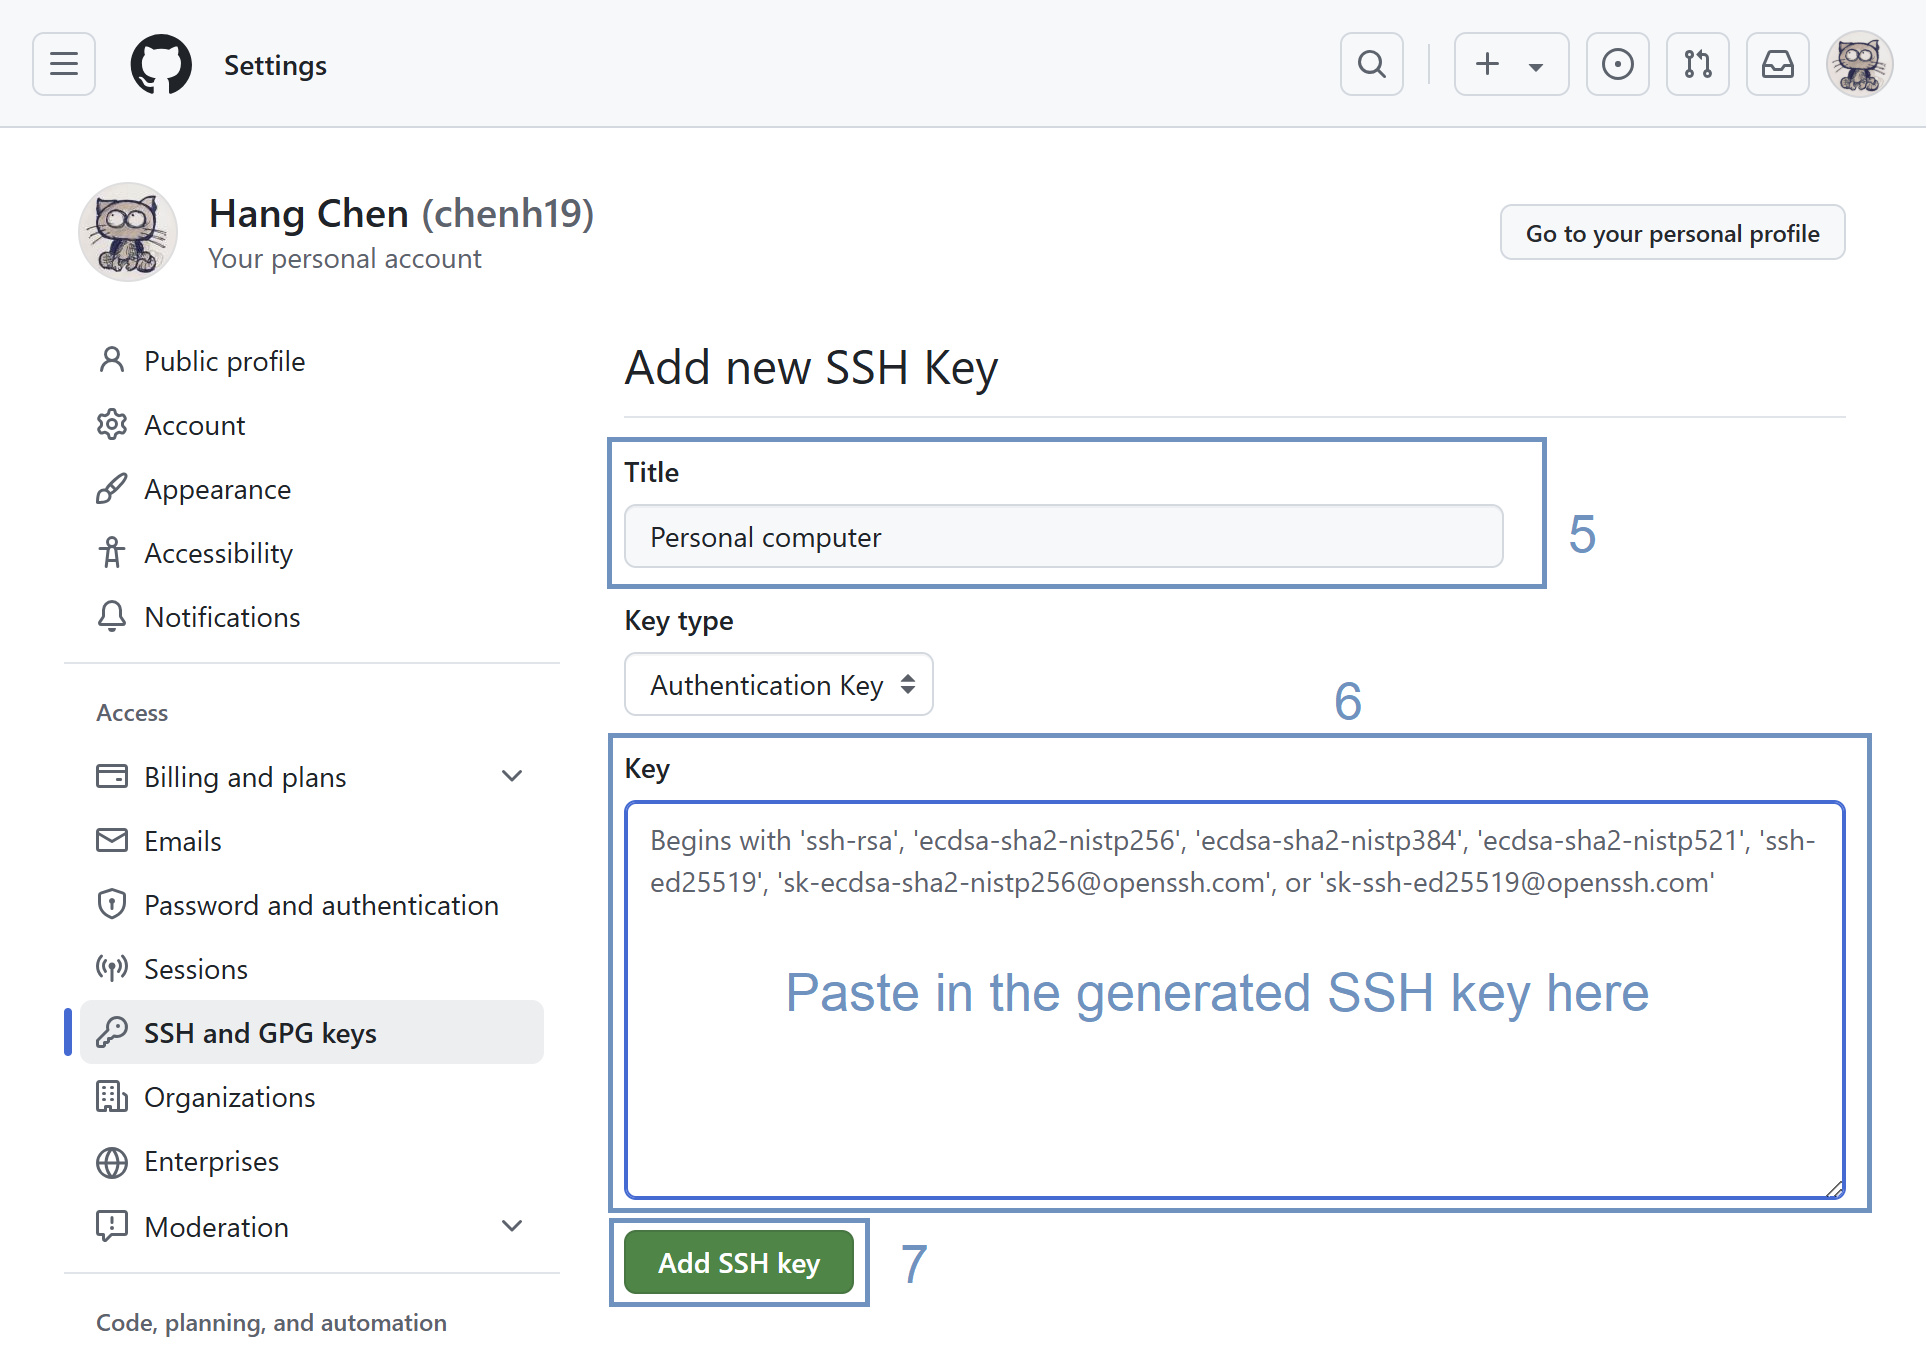 Settings
Hang Chen (chenh19)
Your personal account
Go to your personal profile
Public profile
Account
Appearance
Accessibility
Notifications
Access
Billing and plans
Emails
Password and authentication
Sessions
SSH and GPG keys
Organizations
Enterprises
Moderation
Code, planning, and automation
Add new SSH Key
Title
Personal computer
5
Key type
Authentication Key
6
Key
Begins with 'ssh-rsa', 'ecdsa-sha2-nistp256', 'ecdsa-sha2-nistp384', 'ecdsa-sha2-nistp521', 'ssh-
ed25519', 'sk-ecdsa-sha2-nistp256@openssh.com', or 'sk-ssh-ed25519@openssh.com'
Paste in the generated SSH key here
Add SSH key
7